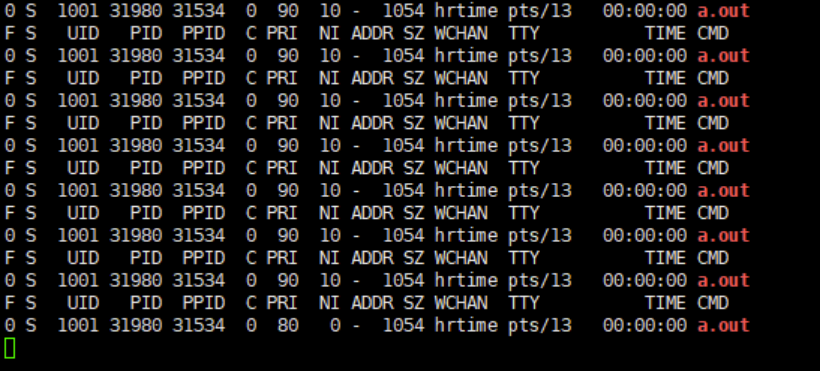 0 S  1001 31980 31534  0  90  10 -  1054 hrtime pts/13   00:00:00 a.out
F S   UID   PID  PPID  C PRI  NI ADDR SZ WCHAN  TTY          TIME CMD
0 S  1001 31980 31534  0  90  10 -  1054 hrtime pts/13   00:00:00 a.out
F S   UID   PID  PPID  C PRI  NI ADDR SZ WCHAN  TTY          TIME CMD
0 S  1001 31980 31534  0  90  10 -  1054 hrtime pts/13   00:00:00 a.out
F S   UID   PID  PPID  C PRI  NI ADDR SZ WCHAN  TTY          TIME CMD
0 S  1001 31980 31534  0  90  10 -  1054 hrtime pts/13   00:00:00 a.out
F S   UID   PID  PPID  C PRI  NI ADDR SZ WCHAN  TTY          TIME CMD
0 S  1001 31980 31534  0  90  10 -  1054 hrtime pts/13   00:00:00 a.out
F S   UID   PID  PPID  C PRI  NI ADDR SZ WCHAN  TTY          TIME CMD
0 S  1001 31980 31534  0  90  10 -  1054 hrtime pts/13   00:00:00 a.out
F S   UID   PID  PPID  C PRI  NI ADDR SZ WCHAN  TTY          TIME CMD
0 S  1001 31980 31534  0  90  10 -  1054 hrtime pts/13   00:00:00 a.out
F S   UID   PID  PPID  C PRI  NI ADDR SZ WCHAN  TTY          TIME CMD
0 S  1001 31980 31534  0  80   0 -  1054 hrtime pts/13   00:00:00 a.out